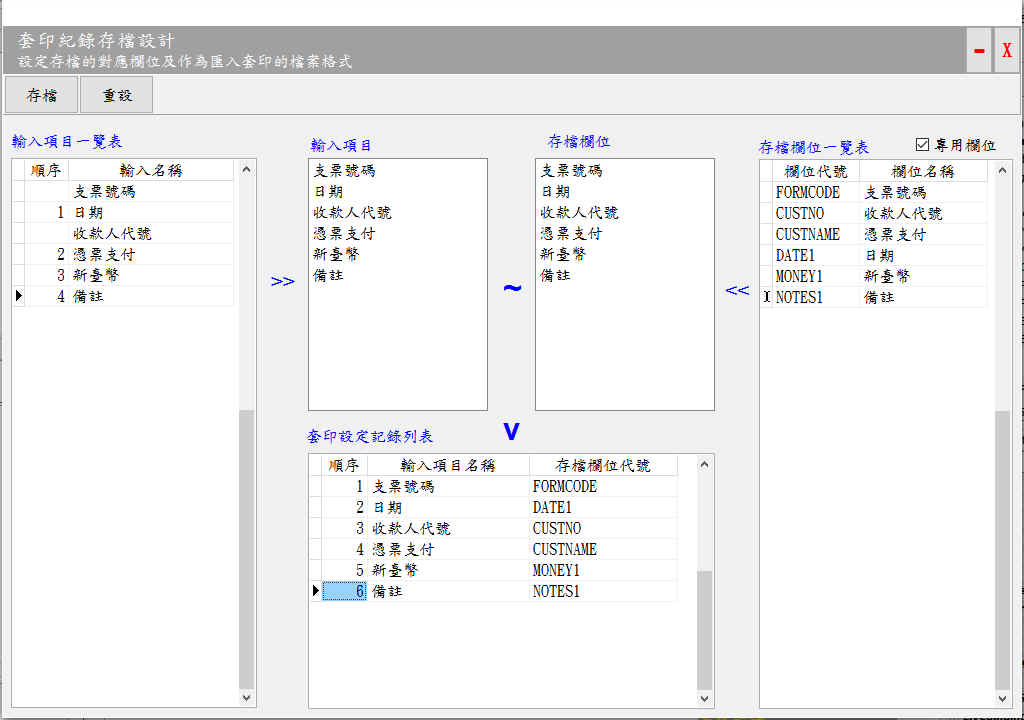 套印紀錄存檔設計
設定存檔的對應欄位及作為匯入套印的檔案格式
X
存檔 重設
輸入項目一覽表
順序 輸入名稱
支票號碼
1 日期
收款人代號
2 憑票支付
3 新臺幣
4 備註
>>
輸入項目
支票號碼
日期
收款人代號
憑票支付
新臺幣
備註
~
存檔欄位
支票號碼
日期
收款人代號
憑票支付
新臺幣
備註
<<
存檔欄位一覽表 專用欄位
欄位代號 欄位名稱
FORMCODE 支票號碼
CUSTNO 收款人代號
CUSTNAME 憑票支付
DATE1 日期
MONEY1 新臺幣
NOTES1 備註
V
套印設定記錄列表
順序 輸入項目名稱 存檔欄位代號
1 支票號碼 FORMCODE
2 日期 DATE1
3 收款人代號 CUSTNO
4 憑票支付 CUSTNAME
5 新臺幣 MONEY1
6 備註 NOTES1